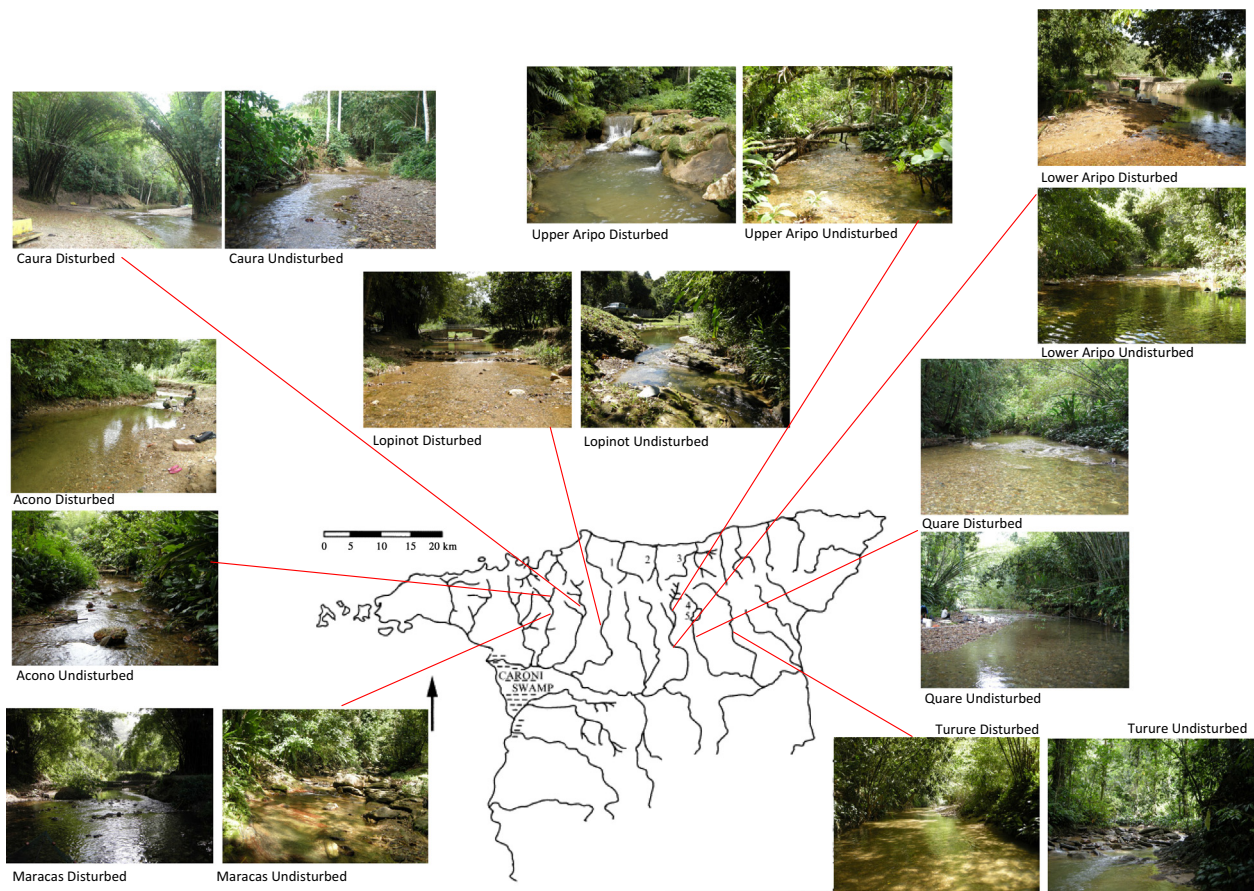 Caura Disturbed
Caura Undisturbed
Upper Aripo Disturbed
Upper Aripo Undisturbed
Lower Aripo Disturbed
Lower Aripo Undisturbed
Lopinot Disturbed
Lopinot Undisturbed
Acono Disturbed
Acono Undisturbed
Quare Disturbed
Quare Undisturbed
0 5 10 15 20 km
1
2
3
4
5
CARONI
SWAMP
Turure Disturbed
Turure Undisturbed
Maracas Disturbed
Maracas Undisturbed